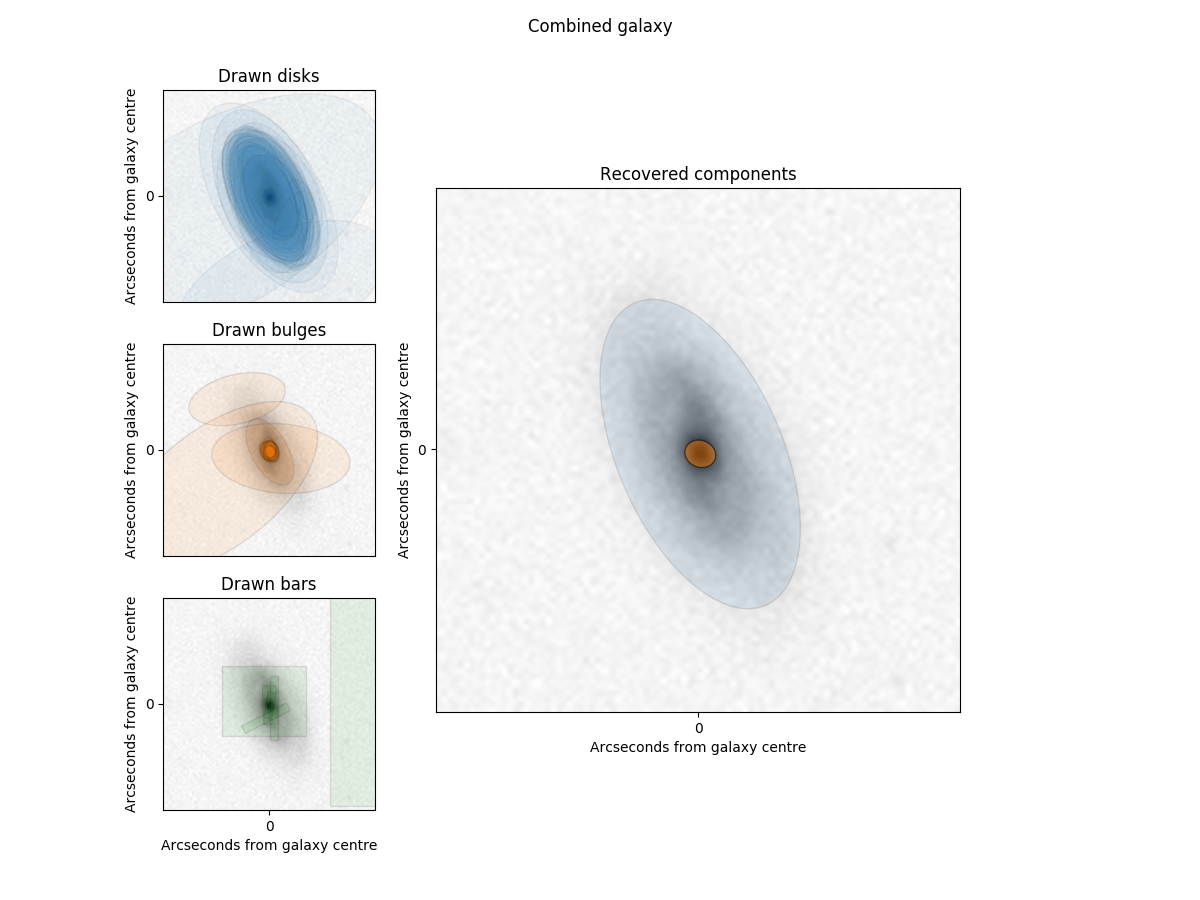 Combined galaxy
Drawn disks
Arcseconds from galaxy centre
0
Drawn bulges
Arcseconds from galaxy centre
0
Drawn bars
Arcseconds from galaxy centre
0
0
Arcseconds from galaxy centre
Recovered components
Arcseconds from galaxy centre
0
0
Arcseconds from galaxy centre